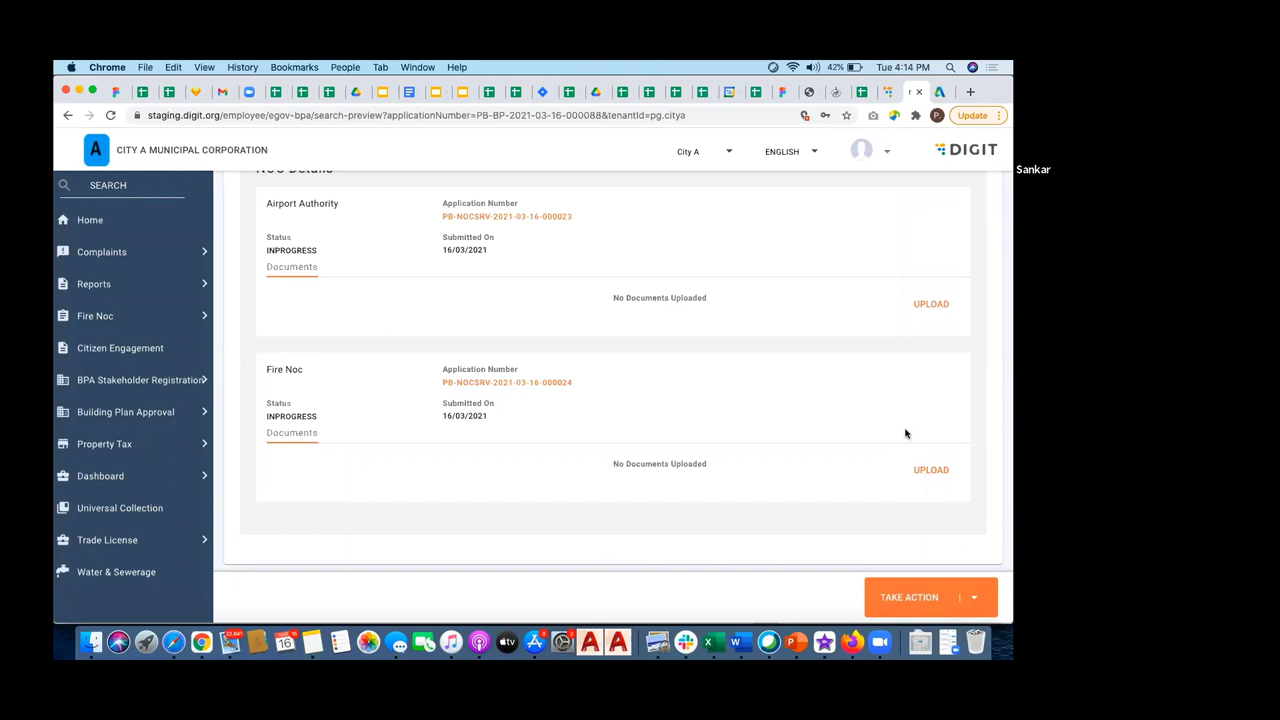 Chrome File Edit View History Bookmarks People Tab Window Help 42% Tue 4:14 PM
staging.digit.org/employee/egov-bpa/search-preview?applicationNumber=PB-BP-2021-03-16-000088&tenantId=pg.citya P. Update
A CITY A MUNICIPAL CORPORATION City A ENGLISH DIGIT
Sankar
SEARCH
Home
Complaints
Reports
Fire Noc
Citizen Engagement
BPA Stakeholder Registration
Building Plan Approval
Property Tax
Dashboard
Universal Collection
Trade License
Water & Sewerage
NOC Details
Airport Authority Application Number
PB-NOCSRV-2021-03-16-000023
Status Submitted On
INPROGRESS 16/03/2021
Documents
No Documents Uploaded
UPLOAD
Fire Noc Application Number
PB-NOCSRV-2021-03-16-000024
Status Submitted On
INPROGRESS 16/03/2021
Documents
No Documents Uploaded
UPLOAD
TAKE ACTION